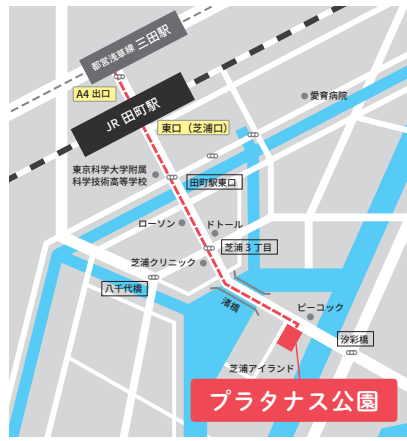 都営浅草線 三田駅
A4 出口
JR 田町駅
愛育病院
東口（芝浦口）
東京科学大学附属
科学技術高等学校
田町駅東口
ローソン
ドトール
芝浦３丁目
芝浦クリニック
八千代橋
渚橋
ピーコック
汐彩橋
芝浦アイランド
プラタナス公園